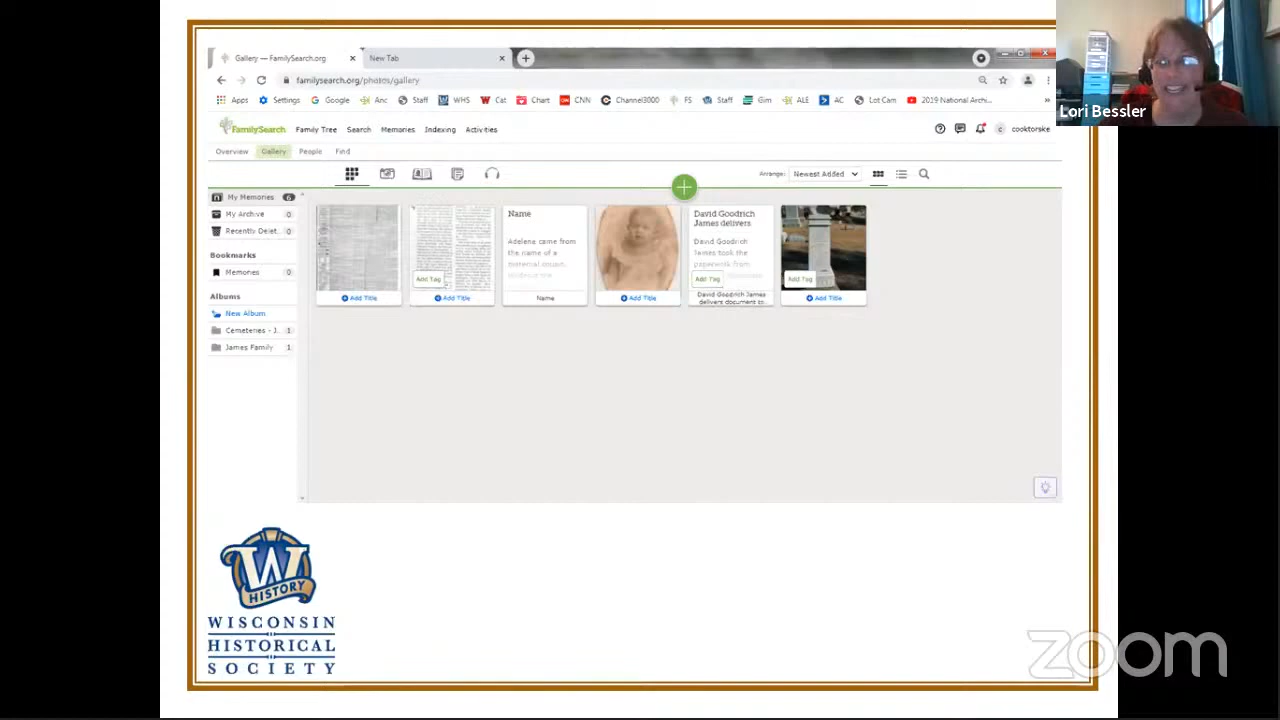 Gallery — FamilySearch.org
New Tab
familysearch.org/photos/gallery
Apps Settings Google Anc Staff WHS Cat Chart CNN Channel3000 FS Staff Gim ALE AC Lot Cam 2019 National Archi...
Lori Bessler
FamilySearch Family Tree Search Memories Indexing Activities
cooktorske
Overview Gallery People Find
Arrange: Newest Added
My Memories 6
My Archive 0
Recently Delet... 0
Bookmarks
Memories 0
Albums
New Album
Cemeteries - J... 1
James Family 1
Add Title
Add Tag
Add Title
Name
Adelene came from
the name of a
maternal cousin,
Name
Add Title
David Goodrich
James delivers
David Goodrich
James took the
paperwork from
Add Tag
David Goodrich James
delivers document to...
Add Tag
Add Title
W
HISTORY
WISCONSIN
HISTORICAL
SOCIETY
zoom